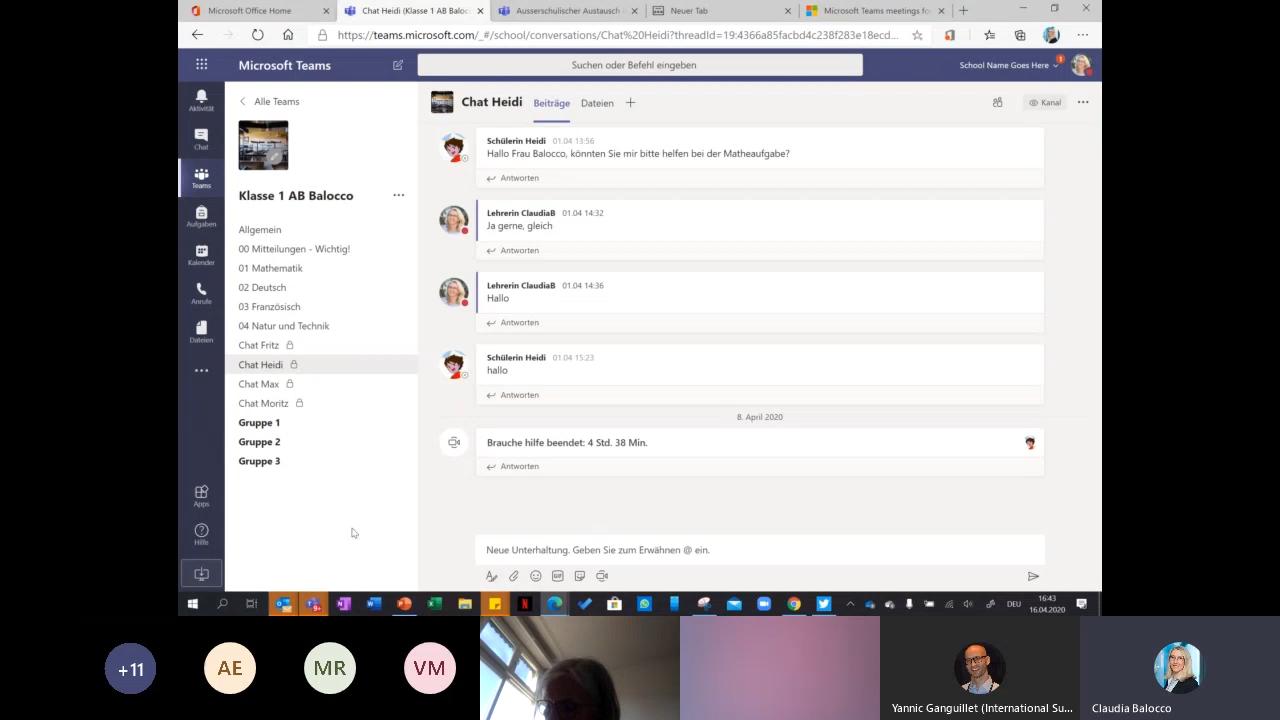 Microsoft Office Home
Chat Heidi (Klasse 1 AB Baloc
Ausserschulischer Austausch i
Neuer Tab
Microsoft Teams meetings fo
https://teams.microsoft.com/_#/school/conversations/Chat%20Heidi?threadId=19:4366a85facbd4c238f283e18ecd...
Microsoft Teams
Suchen oder Befehl eingeben
School Name Goes Here
1
Aktivität
Chat
Teams
Aufgaben
Kalender
Anrufe
Dateien
Apps
Hilfe
Alle Teams
Klasse 1 AB Balocco
Allgemein
00 Mitteilungen - Wichtig!
01 Mathematik
02 Deutsch
03 Französisch
04 Natur und Technik
Chat Fritz
Chat Heidi
Chat Max
Chat Moritz
Gruppe 1
Gruppe 2
Gruppe 3
Chat Heidi Beiträge Dateien
Kanal
Schülerin Heidi 01.04 13:56
Hallo Frau Balocco, könnten Sie mir bitte helfen bei der Matheaufgabe?
Antworten
Lehrerin ClaudiaB 01.04 14:32
Ja gerne, gleich
Antworten
Lehrerin ClaudiaB 01.04 14:36
Hallo
Antworten
Schülerin Heidi 01.04 15:23
hallo
Antworten
8. April 2020
Brauche hilfe beendet: 4 Std. 38 Min.
Antworten
Neue Unterhaltung. Geben Sie zum Erwähnen @ ein.
GIF
9+
DEU
16:43
16.04.2020
+11
AE
MR
VM
Yannic Ganguillet (International Su...
Claudia Balocco